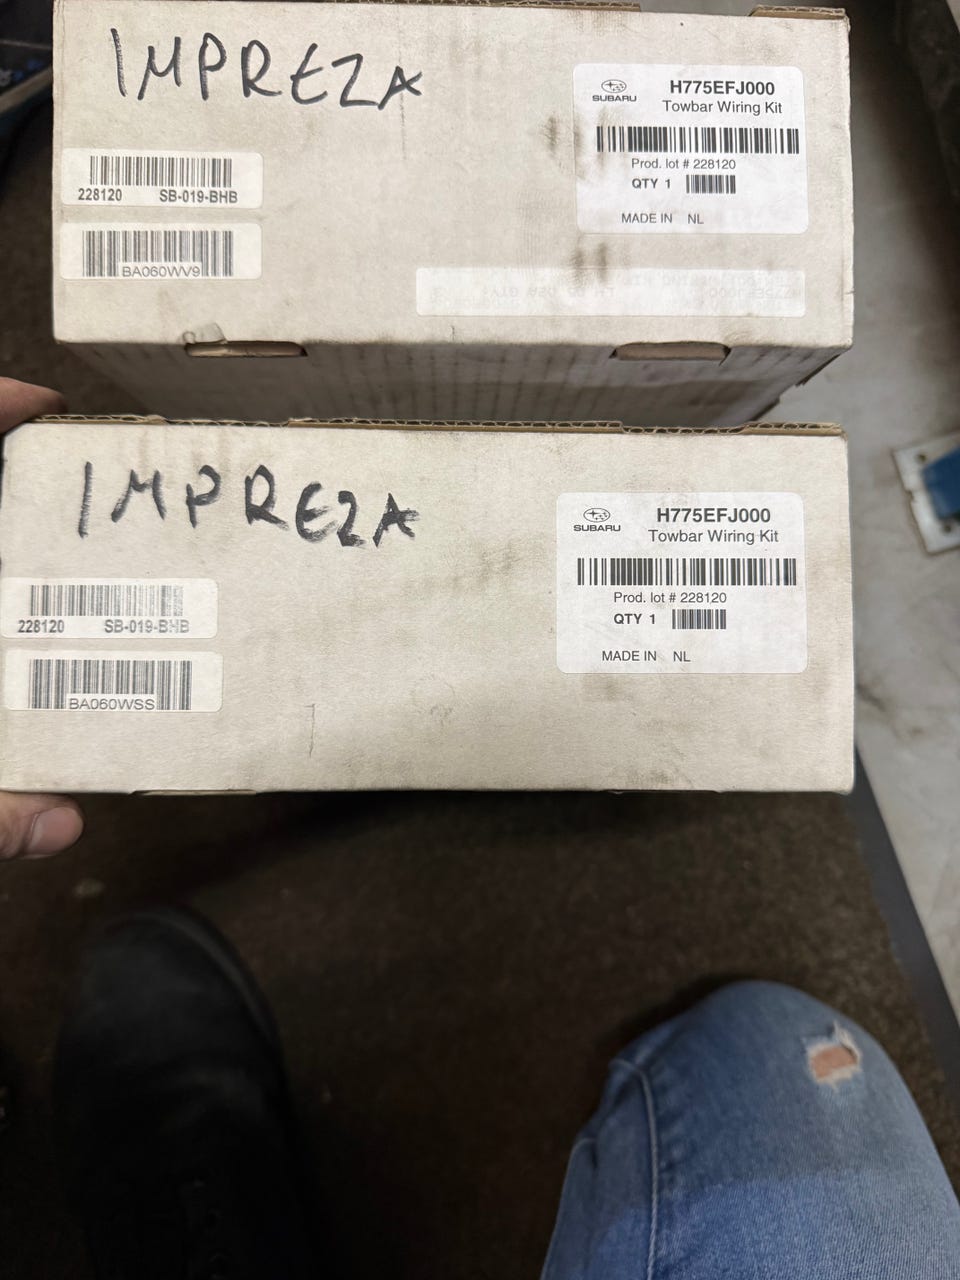 IMPREZA
SUBARU
H775EFJ000
Towbar Wiring Kit
Prod. lot # 228120
QTY 1
MADE IN NL
228120 SB-019-BHB
BA060WV9
IMPREZA
SUBARU
H775EFJ000
Towbar Wiring Kit
Prod. lot # 228120
QTY 1
MADE IN NL
228120 SB-019-BHB
BA060WSS